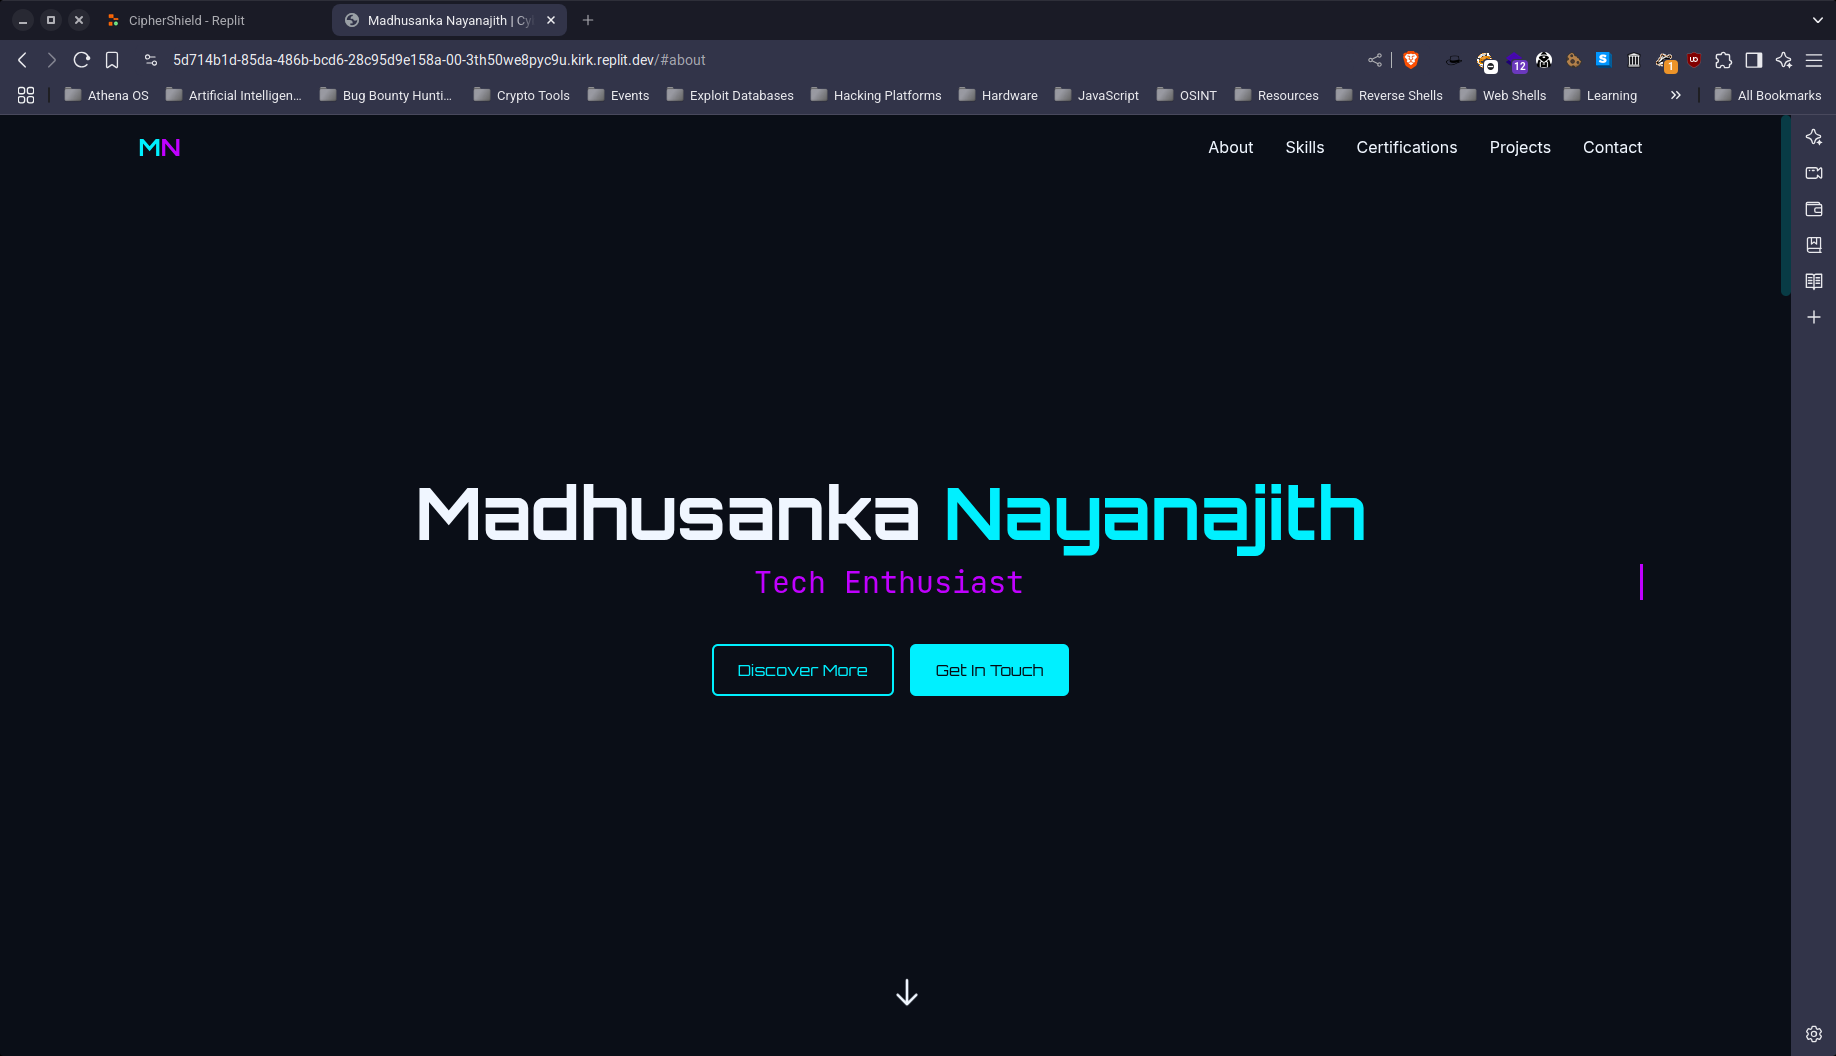 CipherShield - Replit
Madhusanka Nayanajith | Cy
5d714b1d-85da-486b-bcd6-28c95d9e158a-00-3th50we8pyc9u.kirk.replit.dev/#about
12
1
Athena OS
Artificial Intelligen…
Bug Bounty Hunti…
Crypto Tools
Events
Exploit Databases
Hacking Platforms
Hardware
JavaScript
OSINT
Resources
Reverse Shells
Web Shells
Learning
All Bookmarks
MN
About
Skills
Certifications
Projects
Contact
Madhusanka Nayanajith
Tech Enthusiast
Discover More
Get In Touch